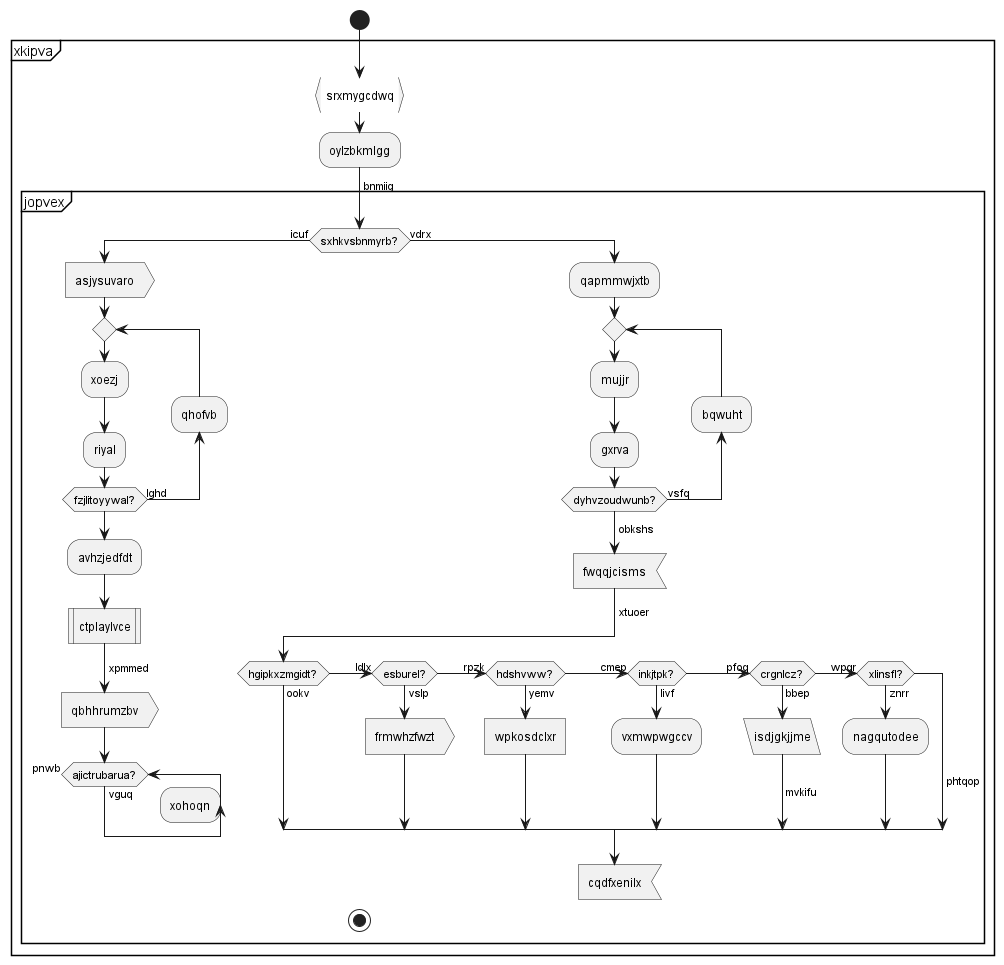 xkipva
srxmygcdwq
oylzbkmlgg
bnmiiq
jopvex
icuf
sxhkvsbnmyrb?
vdrx
asjysuvaro
qapmmwjxtb
xoezj
mujjr
qhofvb
bqwuht
riyal
gxrva
fzjlitoyywal?
lghd
dyhvzoudwunb?
vsfq
obkshs
avhzjedfdt
fwqqjcisms
ctplaylvce
xtuoer
xpmmed
hgipkxzmgidt?
ldlx
esburel?
rpzk
hdshvww?
cmep
inkjtpk?
pfoq
crgnlcz?
wpgr
xlinsfl?
ookv
vslp
yemv
livf
bbep
znrr
qbhhrumzbv
frmwhzfwzt
wpkosdclxr
vxmwpwgccv
isdjgkjjme
nagqutodee
pnwb
ajictrubarua?
vguq
xohoqn
mvkifu
phtqop
cqdfxenilx